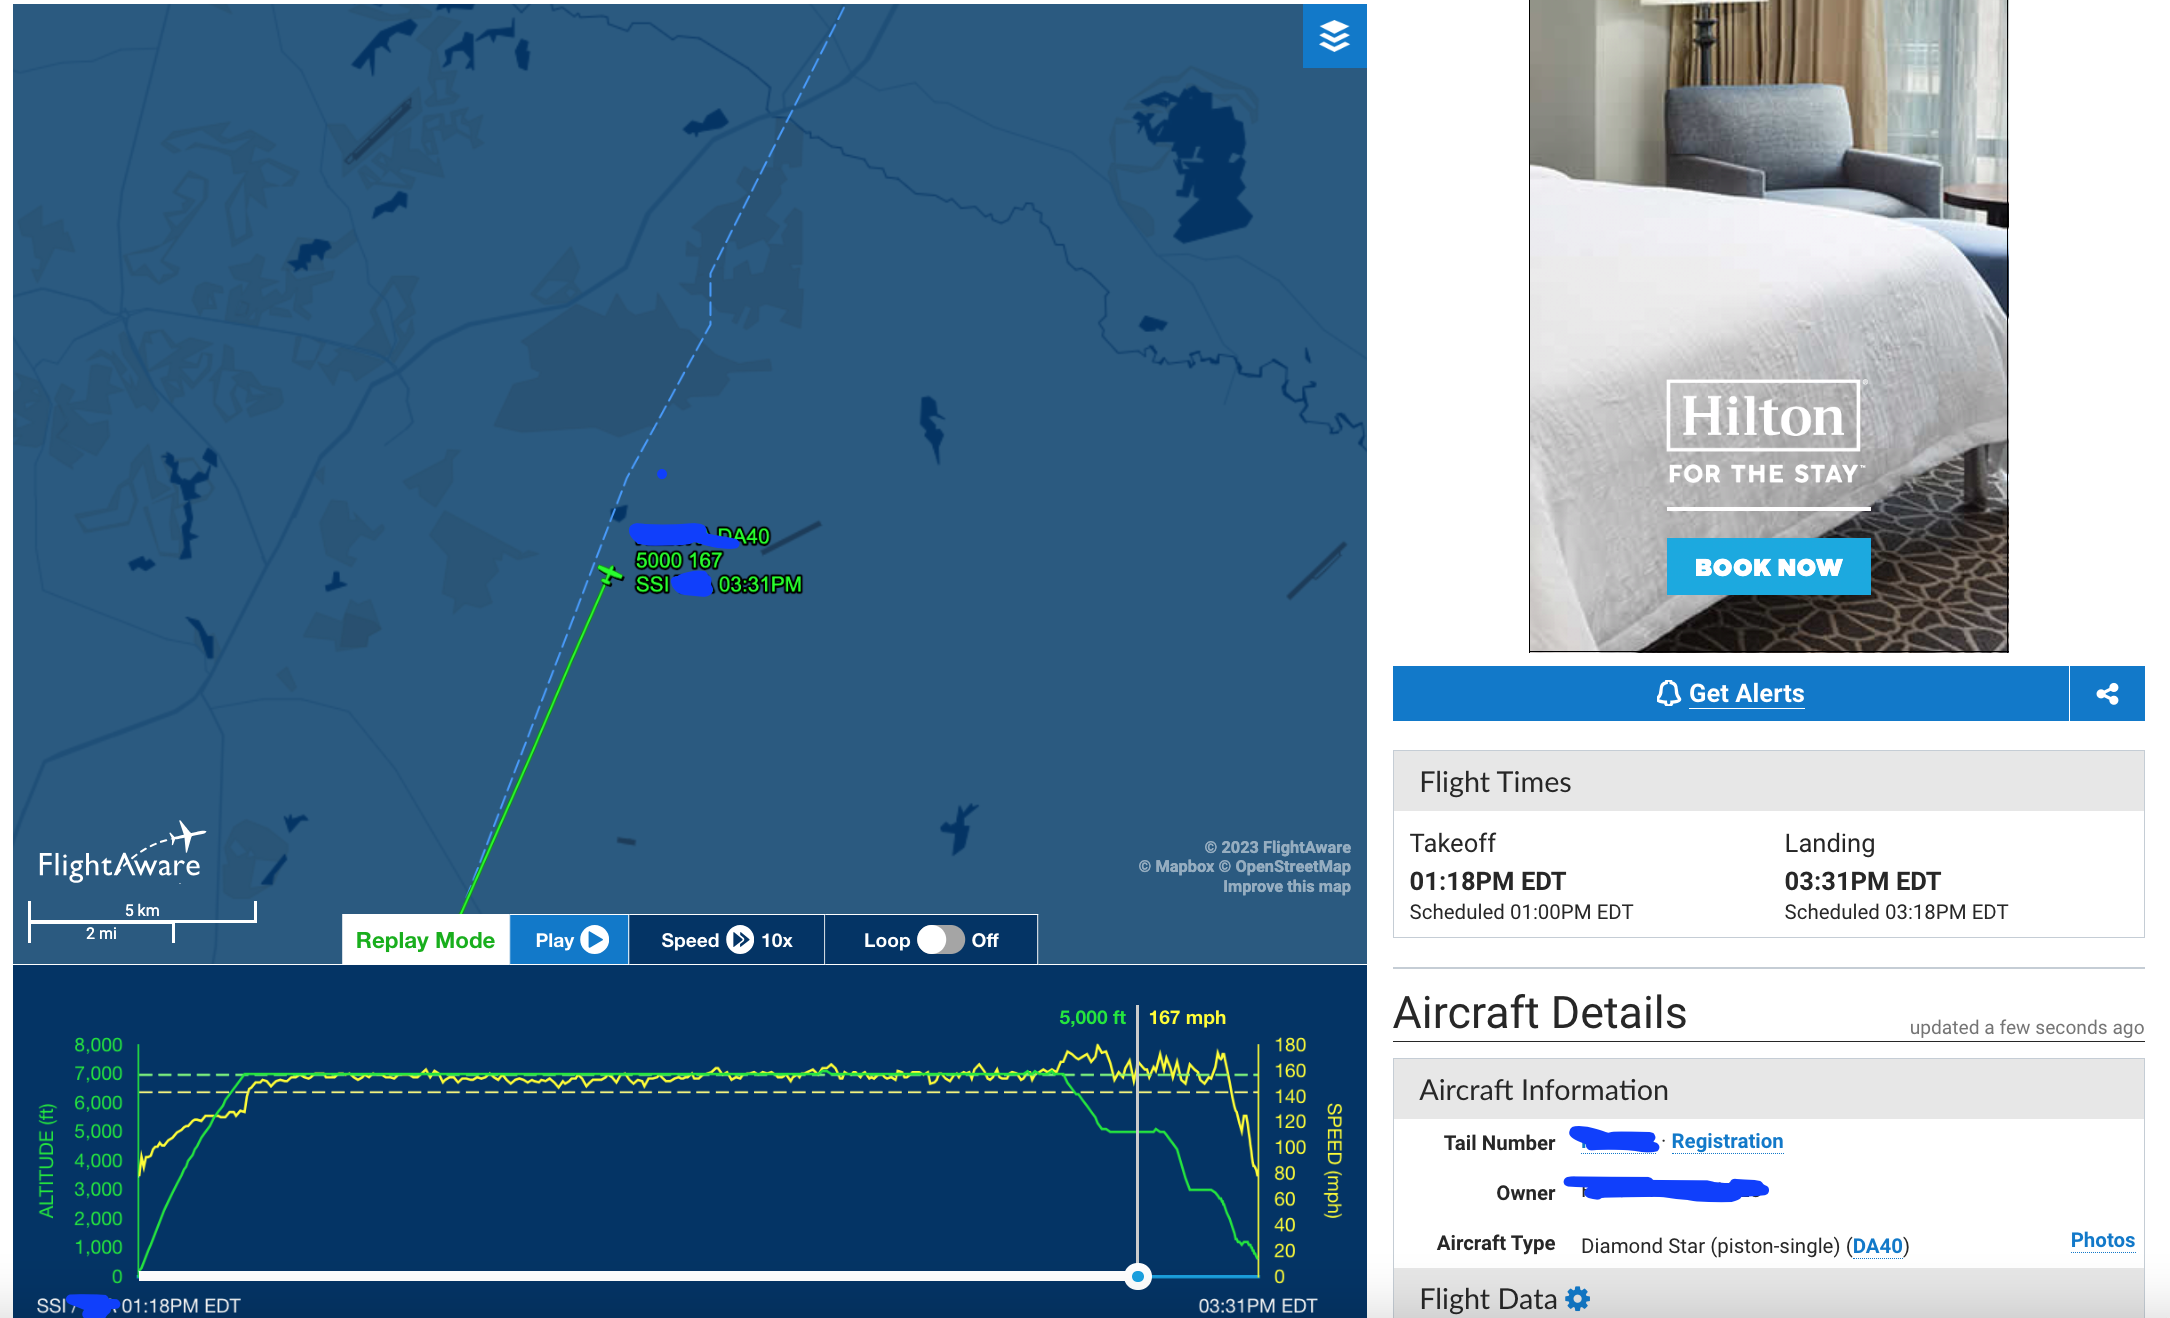 DA40
5000 167
SSI 03:31PM
FlightAware
5 km
2 mi
© 2023 FlightAware
© Mapbox © OpenStreetMap
Improve this map
Replay Mode
Play
Speed 10x
Loop Off
5,000 ft 167 mph
ALTITUDE (ft)
8,000
7,000
6,000
5,000
4,000
3,000
2,000
1,000
0
180
160
140
120
100
80
60
40
20
0
SPEED (mph)
SSI 01:18PM EDT
03:31PM EDT
Hilton
FOR THE STAY™
BOOK NOW
Get Alerts
Flight Times
Takeoff
01:18PM EDT
Scheduled 01:00PM EDT
Landing
03:31PM EDT
Scheduled 03:18PM EDT
Aircraft Details
updated a few seconds ago
Aircraft Information
Tail Number · Registration
Owner
Aircraft Type Diamond Star (piston-single) (DA40) Photos
Flight Data